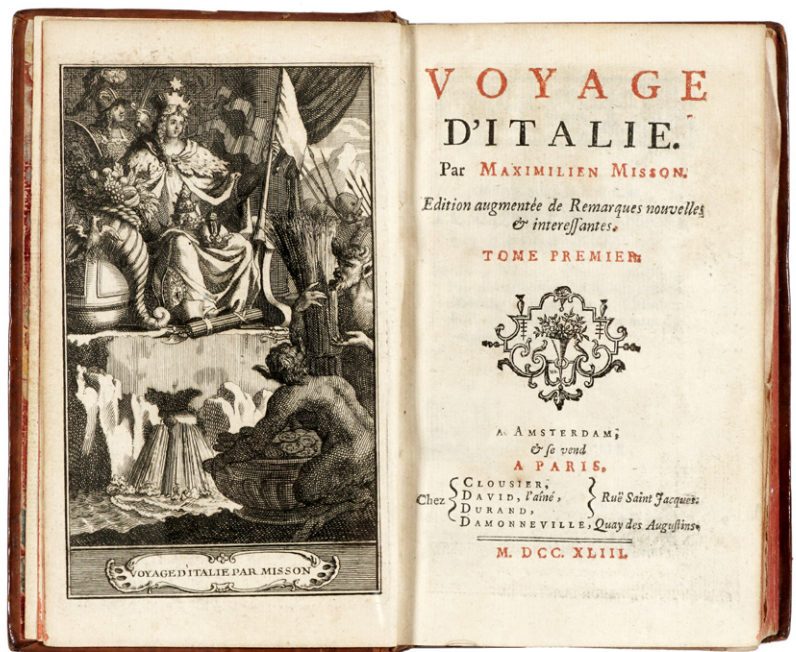 VOYAGE D'ITALIE PAR MISSON
VOYAGE
D'ITALIE.
Par MAXIMILIEN MISSON.
Edition augmentée de Remarques nouvelles
& intereſſantes.
TOME PREMIER.
A AMSTERDAM,
& ſe vend
A PARIS,
Chez
CLOUSIER,
DAVID, l'aîné,
DURAND,
Ruë Saint Jacques.
DAMONNEVILLE, Quay des Auguſtins.
M. DCC. XLIII.